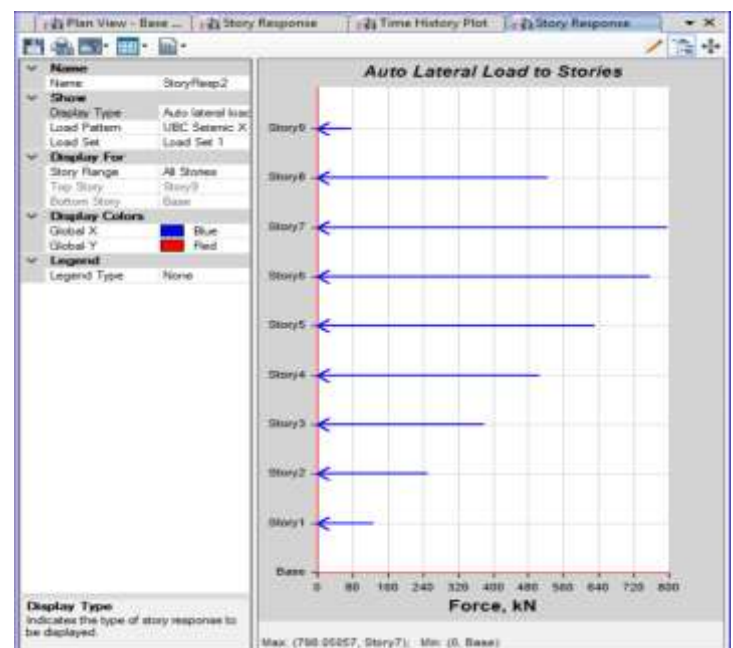 Plan View - Base ...
Story Response
Time History Plot
Story Response
Name
Name StoryResp2
Show
Display Type Auto lateral load
Load Pattern UBC Seismic X
Load Set Load Set 1
Display For
Story Range All Stories
Top Story Story9
Bottom Story Base
Display Colors
Global X Blue
Global Y Red
Legend
Legend Type None
Display Type
Indicates the type of story response to
be displayed.
Auto Lateral Load to Stories
Story9
Story8
Story7
Story6
Story5
Story4
Story3
Story2
Story1
Base
0 80 160 240 320 400 480 560 640 720 800
Force, kN
Max: (798.05057, Story7); Min: (0, Base)